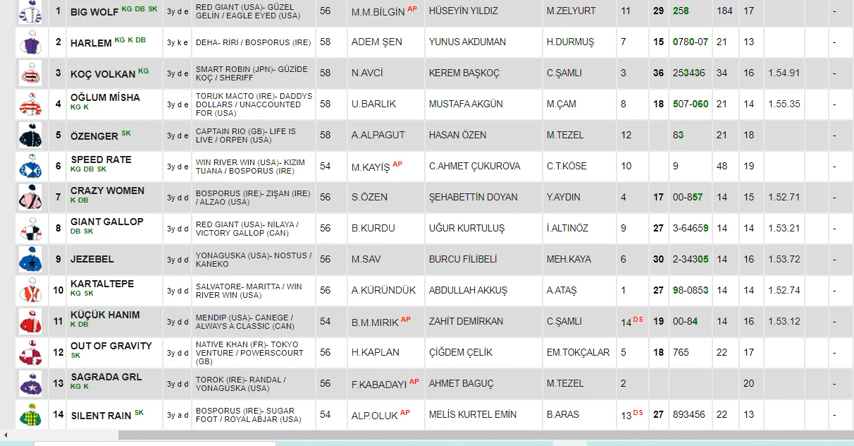 1 BIG WOLF KG DB SK 3y d e RED GIANT (USA)- GÜZEL GELİN / EAGLE EYED (USA) 56 M.M.BİLGİN AP HÜSEYİN YILDIZ M.ZELYURT 11 29 258 184 17 -
2 HARLEM KG K DB 3y k e DEHA- RİRİ / BOSPORUS (IRE) 58 ADEM ŞEN YUNUS AKDUMAN H.DURMUŞ 7 15 0780-07 21 13 -
3 KOÇ VOLKAN KG 3y d e SMART ROBIN (JPN)- GÜZİDE KOÇ / SHERIFF 58 N.AVCİ KEREM BAŞKOÇ C.ŞAMLI 3 36 253436 34 16 1.54.91 -
4 OĞLUM MİSHA KG K 3y d e TORUK MACTO (IRE)- DADDYS DOLLARS / UNACCOUNTED FOR (USA) 58 U.BARLIK MUSTAFA AKGÜN M.ÇAM 8 18 507-060 21 14 1.55.35 -
5 ÖZENGER SK 3y d e CAPTAIN RIO (GB)- LIFE IS LIVE / ORPEN (USA) 58 A.ALPAGUT HASAN ÖZEN M.TEZEL 12 83 21 18 -
6 SPEED RATE KG DB SK 3y d e WIN RIVER WIN (USA)- KIZIM TUANA / BOSPORUS (IRE) 54 M.KAYİŞ AP C.AHMET ÇUKUROVA C.T.KÖSE 10 9 48 19 -
7 CRAZY WOMEN K DB 3y d d BOSPORUS (IRE)- ZIŞAN (IRE) / ALZAO (USA) 56 S.ÖZEN ŞEHABETTİN DOYAN Y.AYDIN 4 17 00-857 14 15 1.52.71 -
8 GIANT GALLOP DB SK 3y d d RED GIANT (USA)- NİLAYA / VICTORY GALLOP (CAN) 56 B.KURDU UĞUR KURTULUŞ İ.ALTINÖZ 9 27 3-64659 14 14 1.53.21 -
9 JEZEBEL 3y d d YONAGUSKA (USA)- NOSTUS / KANEKO 56 M.SAV BURCU FİLİBELİ MEH.KAYA 6 30 2-34305 14 16 1.53.72 -
10 KARTALTEPE KG SK 3y d d SALVATORE- MARITTA / WIN RIVER WIN (USA) 56 A.KÜRÜNDÜK ABDULLAH AKKUŞ A.ATAŞ 1 27 98-0853 14 14 1.52.74 -
11 KÜÇÜK HANIM K DB 3y d d MENDIP (USA)- CANEGE / ALWAYS A CLASSIC (CAN) 54 B.M.MIRIK AP ZAHİT DEMİRKAN C.ŞAMLI 14 DS 19 00-84 14 16 1.53.12 -
12 OUT OF GRAVITY SK 3y d d NATIVE KHAN (FR)- TOKYO VENTURE / POWERSCOURT (GB) 56 H.KAPLAN ÇİĞDEM ÇELİK EM.TOKÇALAR 5 18 765 22 17 -
13 SAGRADA GRL KG K 3y d d TOROK (IRE)- RANDAL / YONAGUSKA (USA) 56 F.KABADAYI AP AHMET BAGUÇ M.TEZEL 2 20 -
14 SILENT RAIN SK 3y a d BOSPORUS (IRE)- SUGAR FOOT / ROYAL ABJAR (USA) 54 ALP.OLUK AP MELİS KURTEL EMİN B.ARAS 13 DS 27 893456 22 13 -